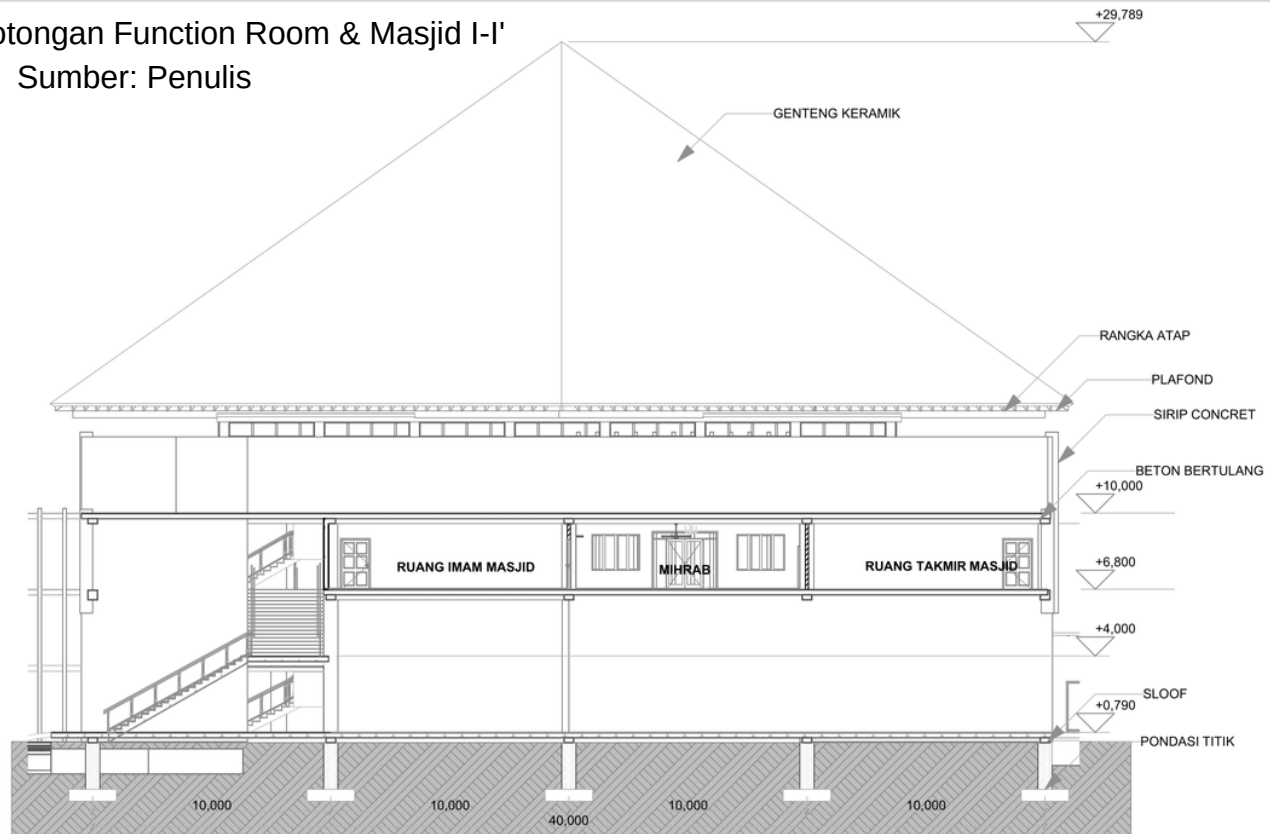 otongan Function Room & Masjid I-I'
Sumber: Penulis
+29,789
GENTENG KERAMIK
RANGKA ATAP
PLAFOND
SIRIP CONCRET
BETON BERTULANG
+10,000
RUANG IMAM MASJID
MIHRAB
RUANG TAKMIR MASJID
+6,800
+4,000
SLOOF
+0,790
PONDASI TITIK
10,000
10,000
10,000
10,000
40,000